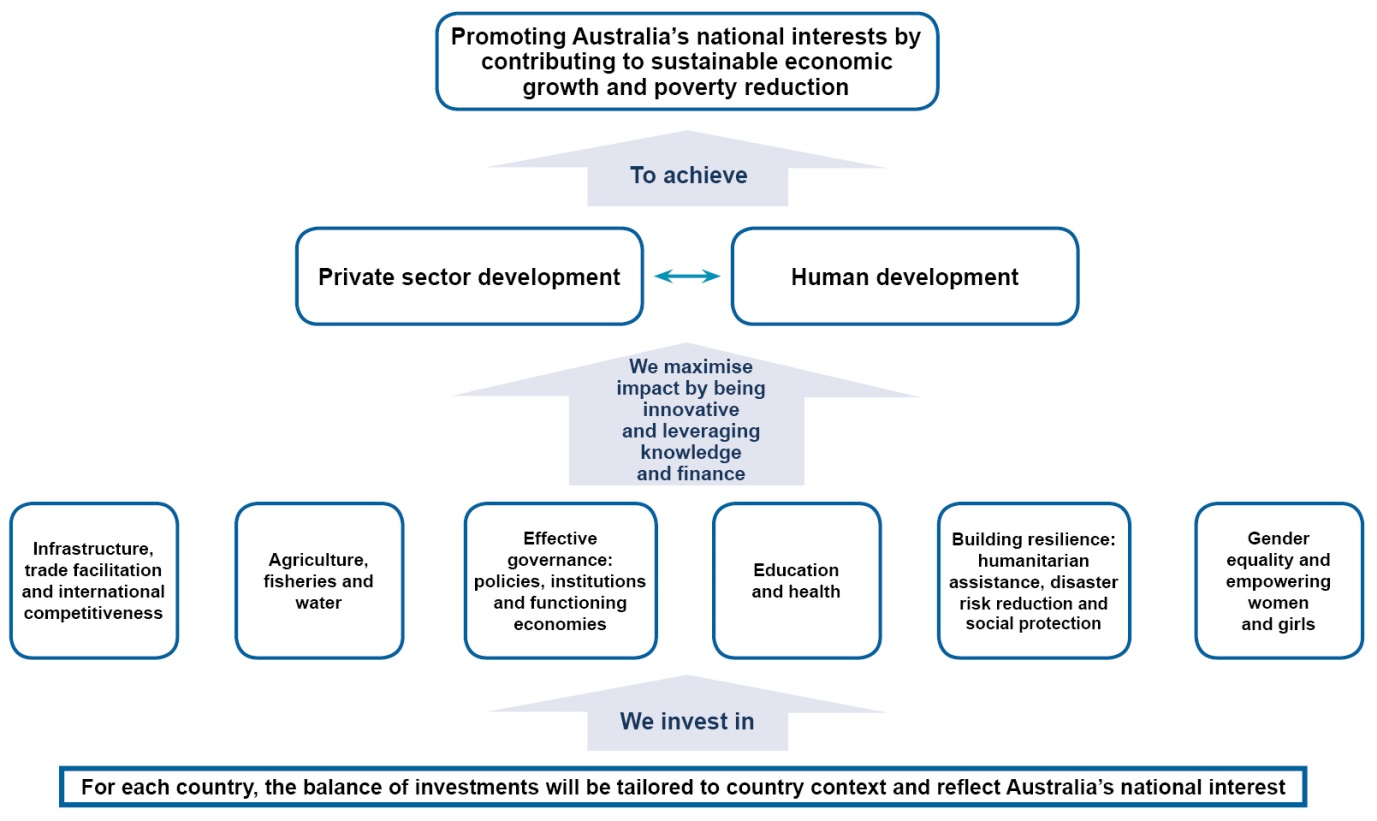 Promoting Australia’s national interests by
contributing to sustainable economic
growth and poverty reduction
To achieve
Private sector development
Human development
We maximise
impact by being
innovative
and leveraging
knowledge
and finance
Infrastructure,
trade facilitation
and international
competitiveness
Agriculture,
fisheries and
water
Effective
governance:
policies, institutions
and functioning
economies
Education
and health
Building resilience:
humanitarian
assistance, disaster
risk reduction and
social protection
Gender
equality and
empowering
women
and girls
We invest in
For each country, the balance of investments will be tailored to country context and reflect Australia’s national interest